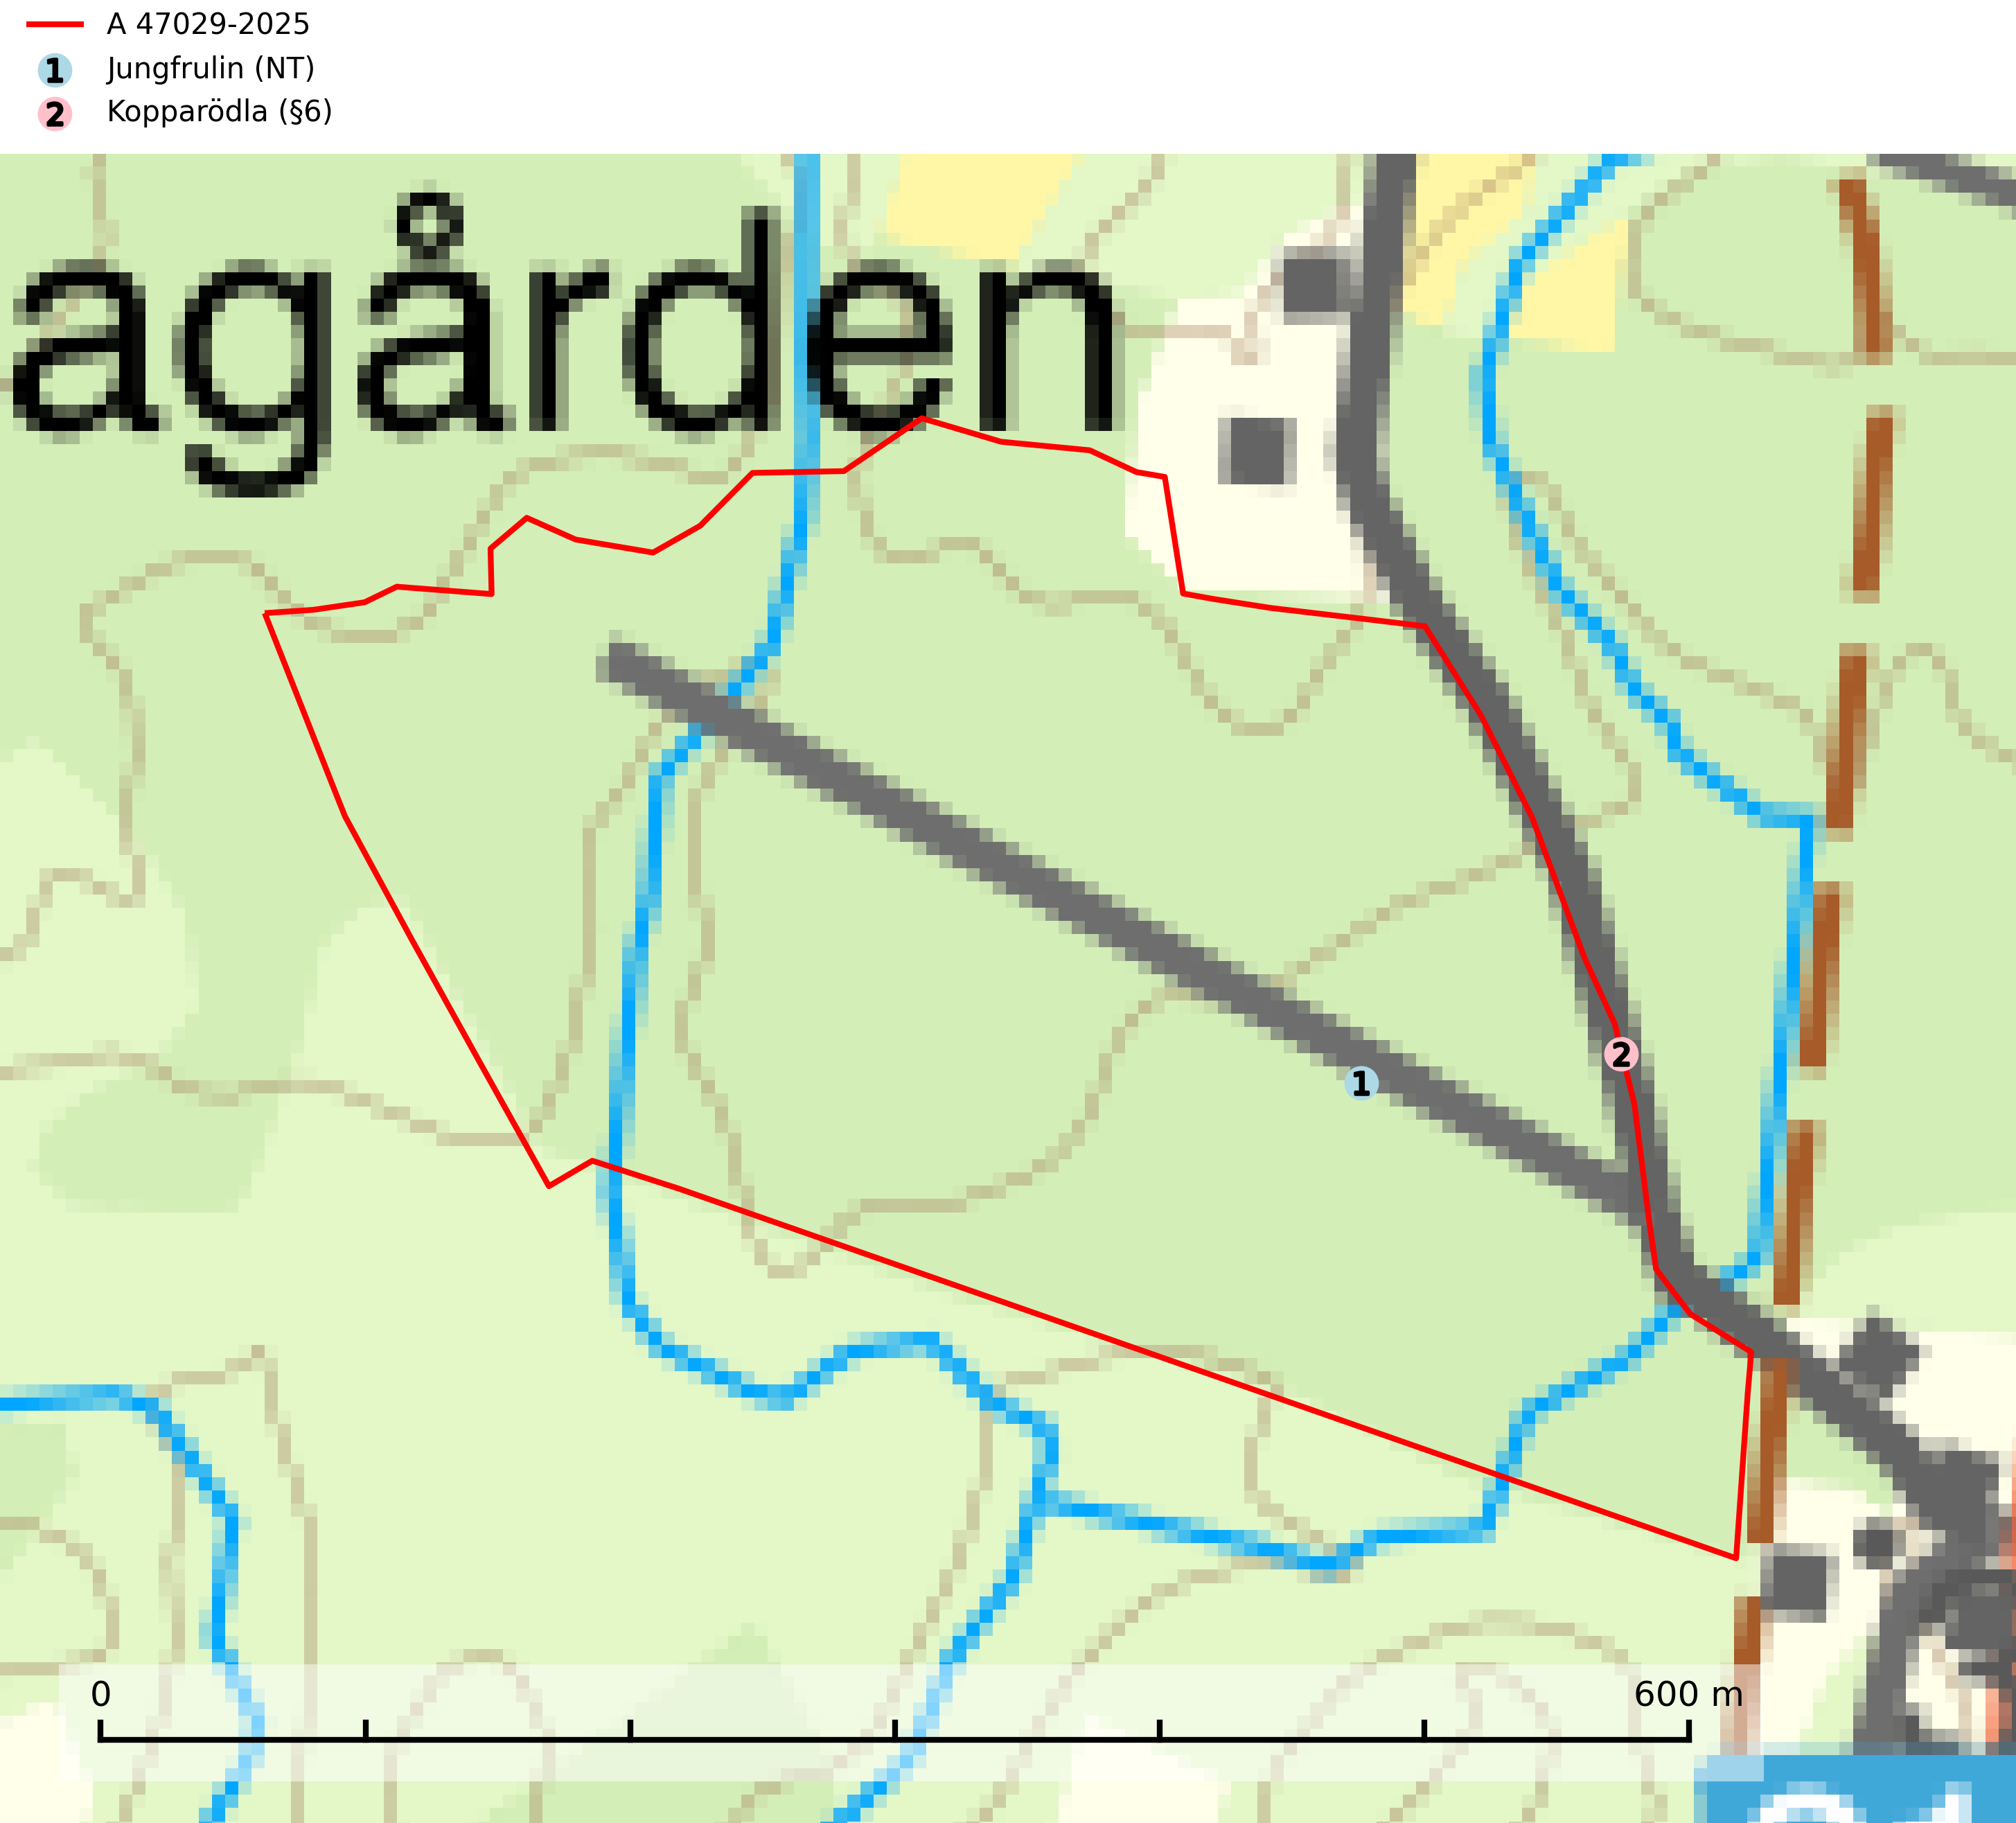 A 47029-2025
1 Jungfrulin (NT)
2 Kopparödla (§6)
agården
2
1
0 600 m